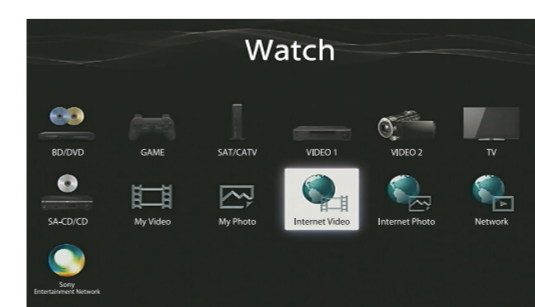 Watch
BD/DVD
GAME
SAT/CATV
VIDEO 1
VIDEO 2
TV
SA-CD/CD
My Video
My Photo
Internet Video
Internet Photo
Network
Sony
Entertainment Network